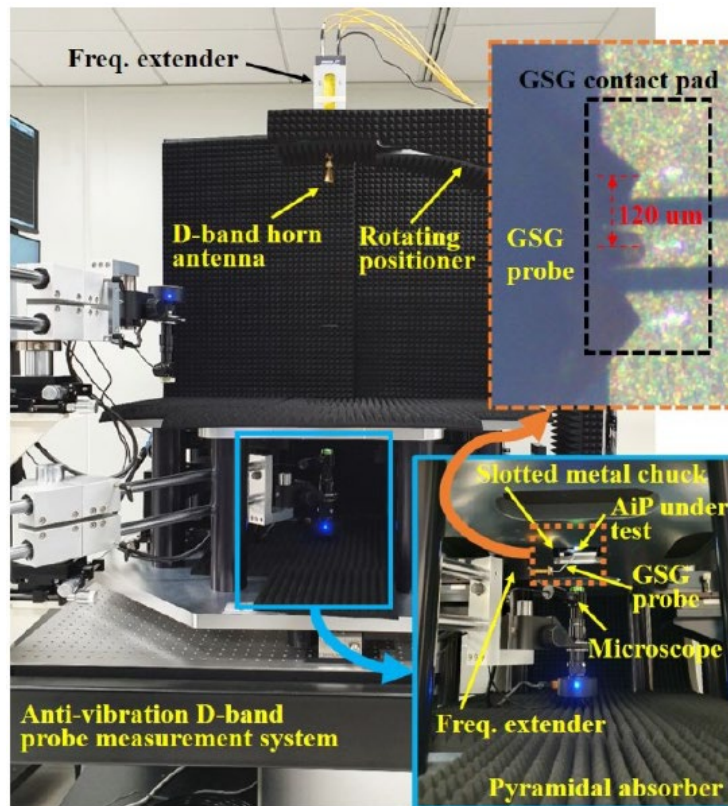 Freq. extender
GSG contact pad
120 um
D-band horn
antenna
Rotating
positioner
GSG
probe
Slotted metal chuck
AiP under
test
GSG
probe
Microscope
Freq. extender
Anti-vibration D-band
probe measurement system
Pyramidal absorber